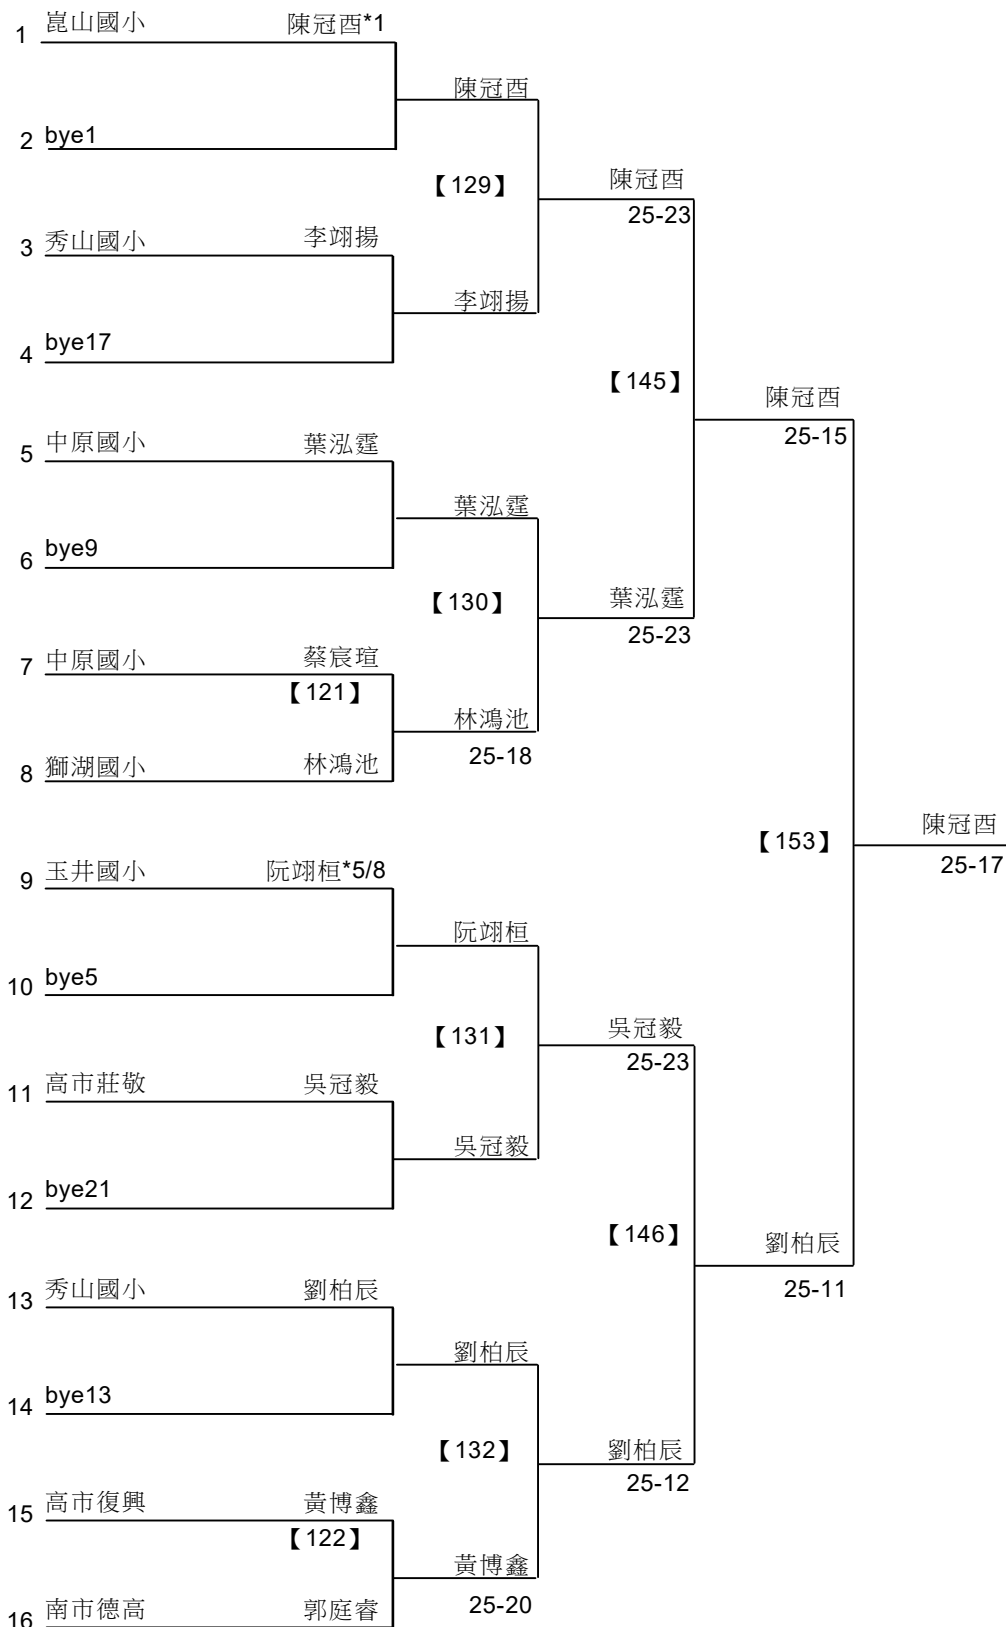 1 崑山國小 陳冠酉*1
陳冠酉
2 bye1
【129】
陳冠酉
25-23
3 秀山國小 李翊揚
李翊揚
4 bye17
【145】
陳冠酉
25-15
5 中原國小 葉泓霆
葉泓霆
6 bye9
【130】
葉泓霆
25-23
7 中原國小 蔡宸瑄
【121】
林鴻池
25-18
8 獅湖國小 林鴻池
【153】
陳冠酉
25-17
9 玉井國小 阮翊桓*5/8
阮翊桓
10 bye5
【131】
吳冠毅
25-23
11 高市莊敬 吳冠毅
吳冠毅
12 bye21
【146】
劉柏辰
25-11
13 秀山國小 劉柏辰
劉柏辰
14 bye13
【132】
劉柏辰
25-12
15 高市復興 黃博鑫
【122】
黃博鑫
25-20
16 南市德高 郭庭睿